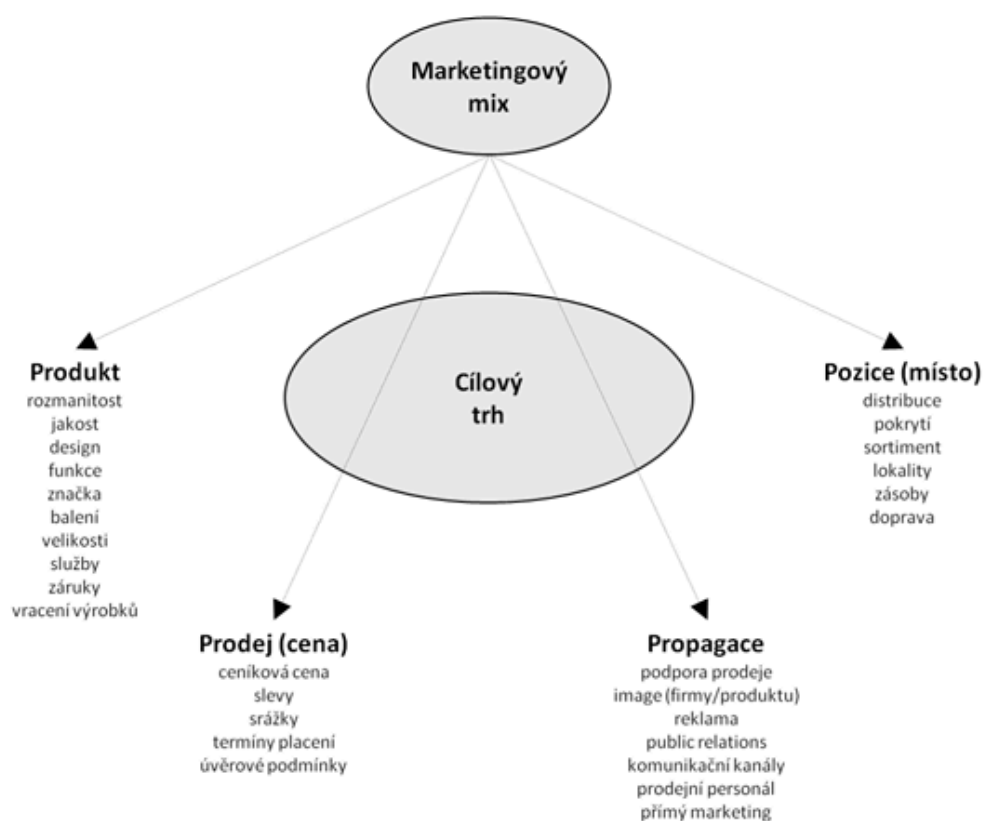 Marketingový
mix
Cílový
trh
Produkt
rozmanitost
jakost
design
funkce
značka
balení
velikosti
služby
záruky
vracení výrobků
Pozice (místo)
distribuce
pokrytí
sortiment
lokality
zásoby
doprava
Prodej (cena)
ceníková cena
slevy
srážky
termíny placení
úvěrové podmínky
Propagace
podpora prodeje
image (firmy/produktu)
reklama
public relations
komunikační kanály
prodejní personál
přímý marketing